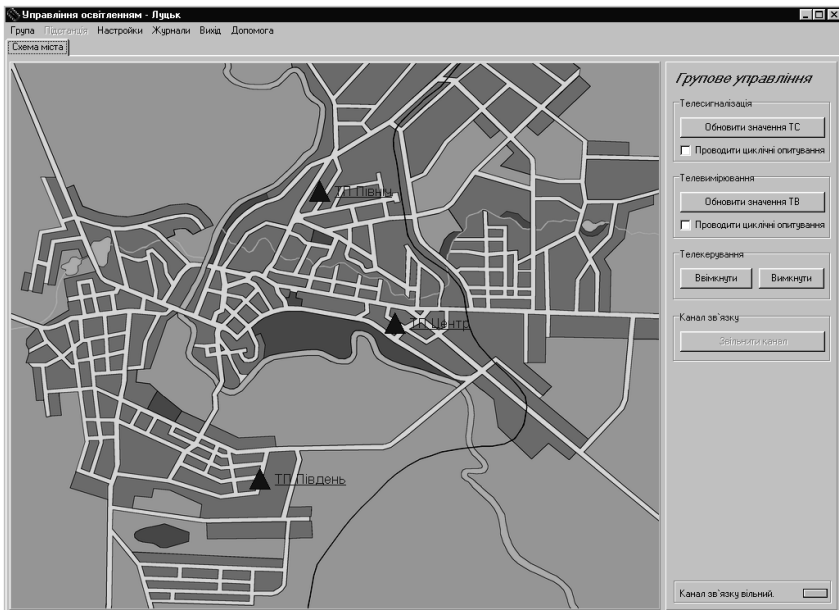 Управління освітленням - Луцьк
Група Підстанція Настройки Журнали Вихід Допомога
Схема міста
ТП Північ
ТП Центр
ТП Південь
Групове управління
Телесигналізація
Обновити значення ТС
Проводити циклічні опитування
Телевимірювання
Обновити значення ТВ
Проводити циклічні опитування
Телекерування
Ввімкнути Вимкнути
Канал зв'язку
Звільнити канал
Канал зв'язку вільний.